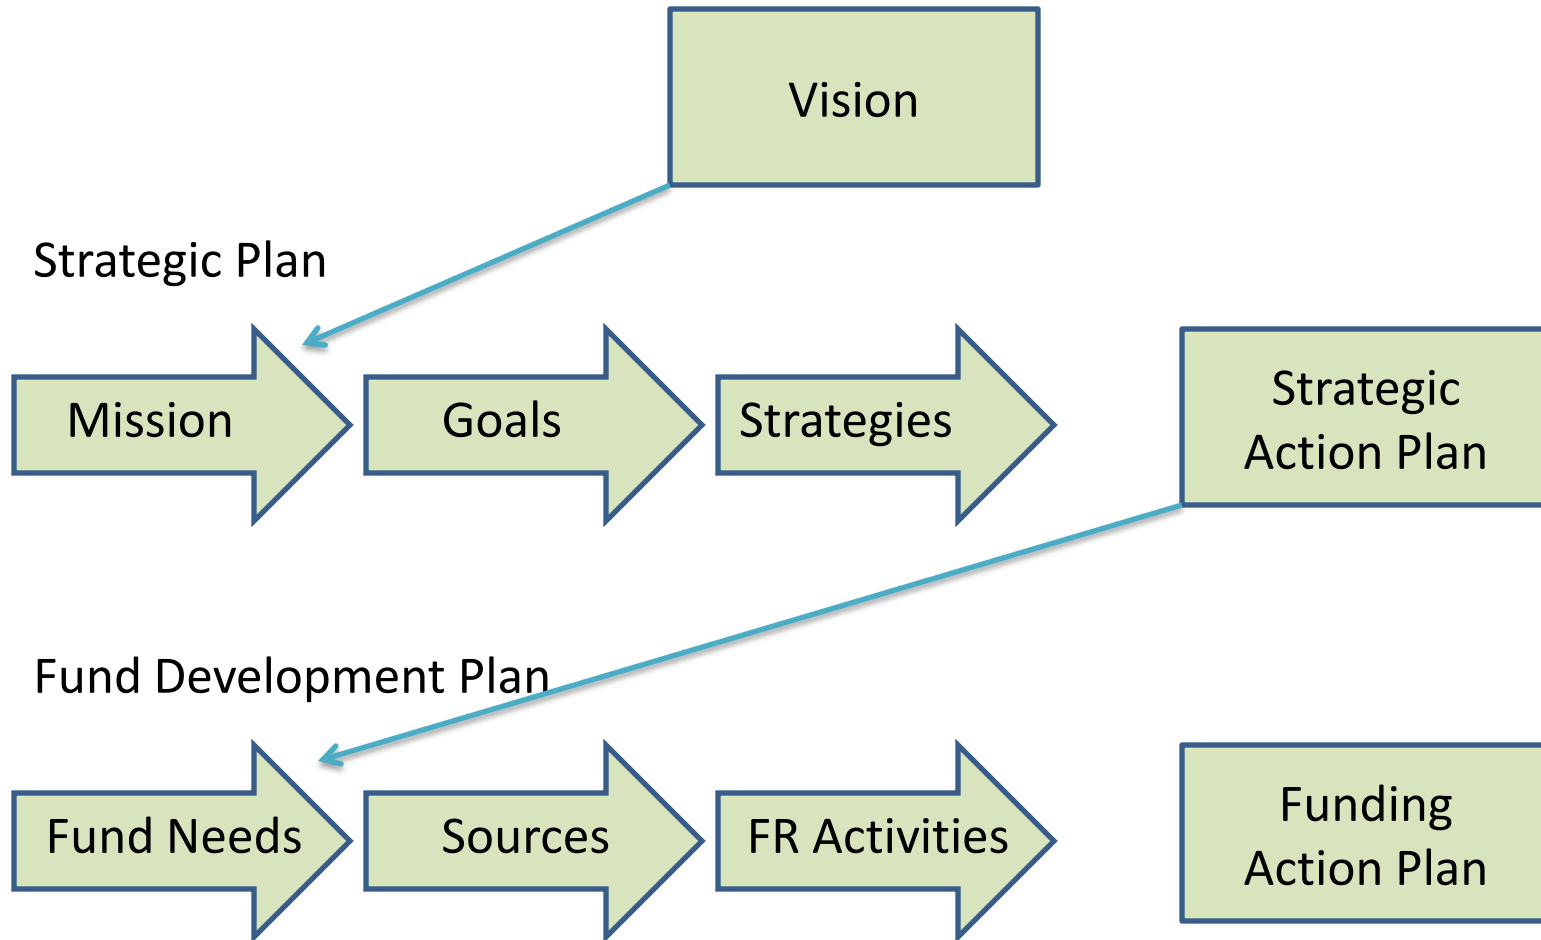 Vision
Strategic Plan
Mission
Goals
Strategies
Strategic
Action Plan
Fund Development Plan
Fund Needs
Sources
FR Activities
Funding
Action Plan